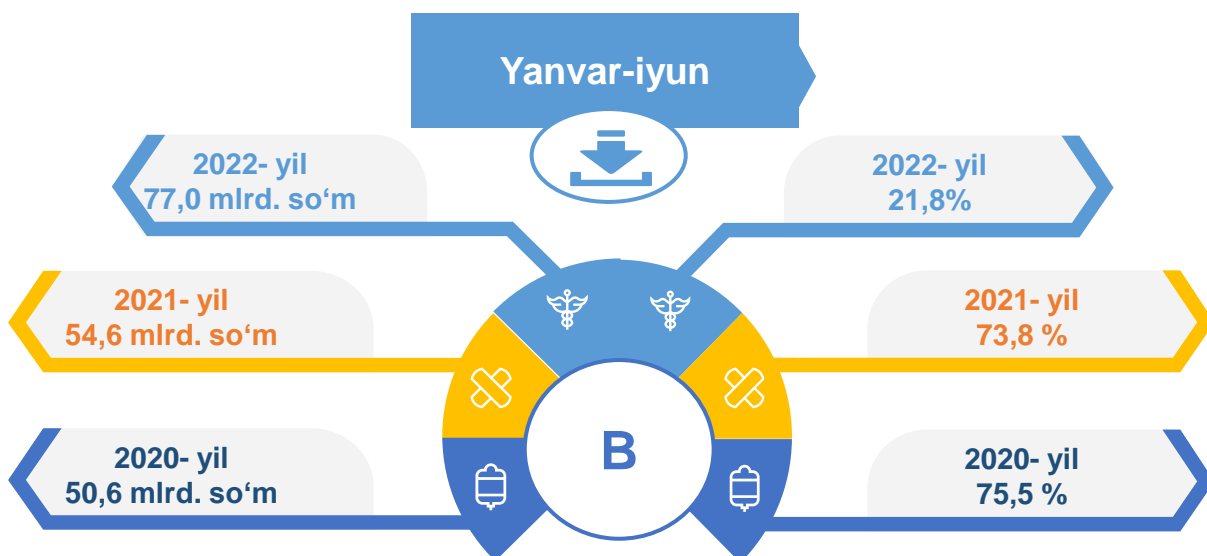 Yanvar-iyun
2022- yil
77,0 mlrd. so‘m
2022- yil
21,8%
2021- yil
54,6 mlrd. so‘m
2021- yil
73,8 %
2020- yil
50,6 mlrd. so‘m
B
2020- yil
75,5 %